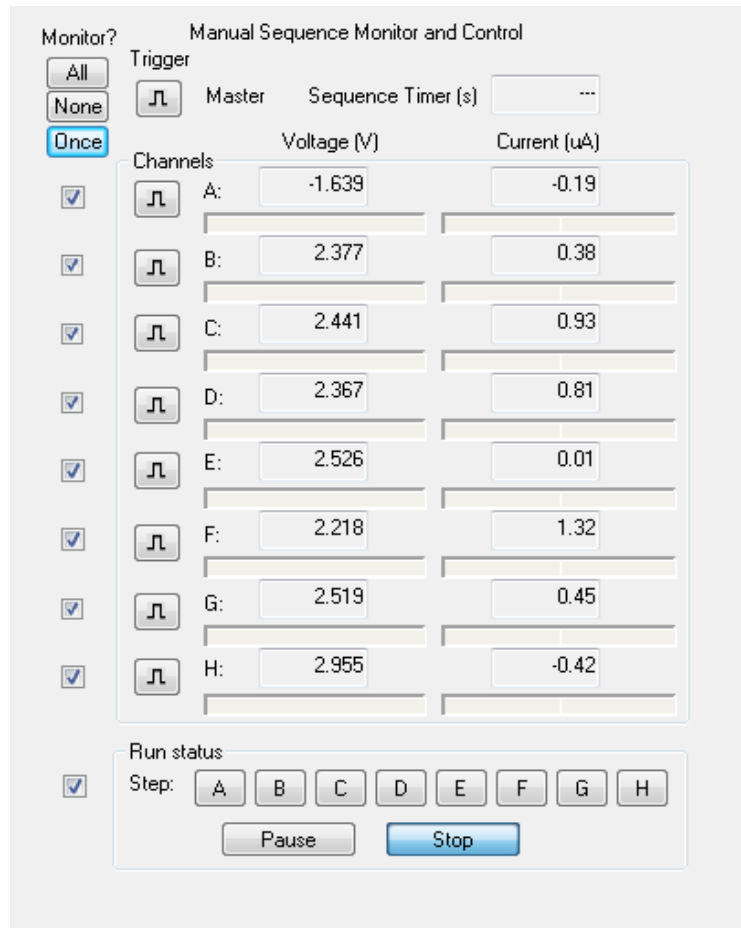 Monitor? Manual Sequence Monitor and Control
All Trigger
None Master Sequence Timer (s) ---
Once Voltage (V) Current (uA)
Channels
A: -1.639 -0.19
B: 2.377 0.38
C: 2.441 0.93
D: 2.367 0.81
E: 2.526 0.01
F: 2.218 1.32
G: 2.519 0.45
H: 2.955 -0.42
Run status
Step: A B C D E F G H
Pause Stop